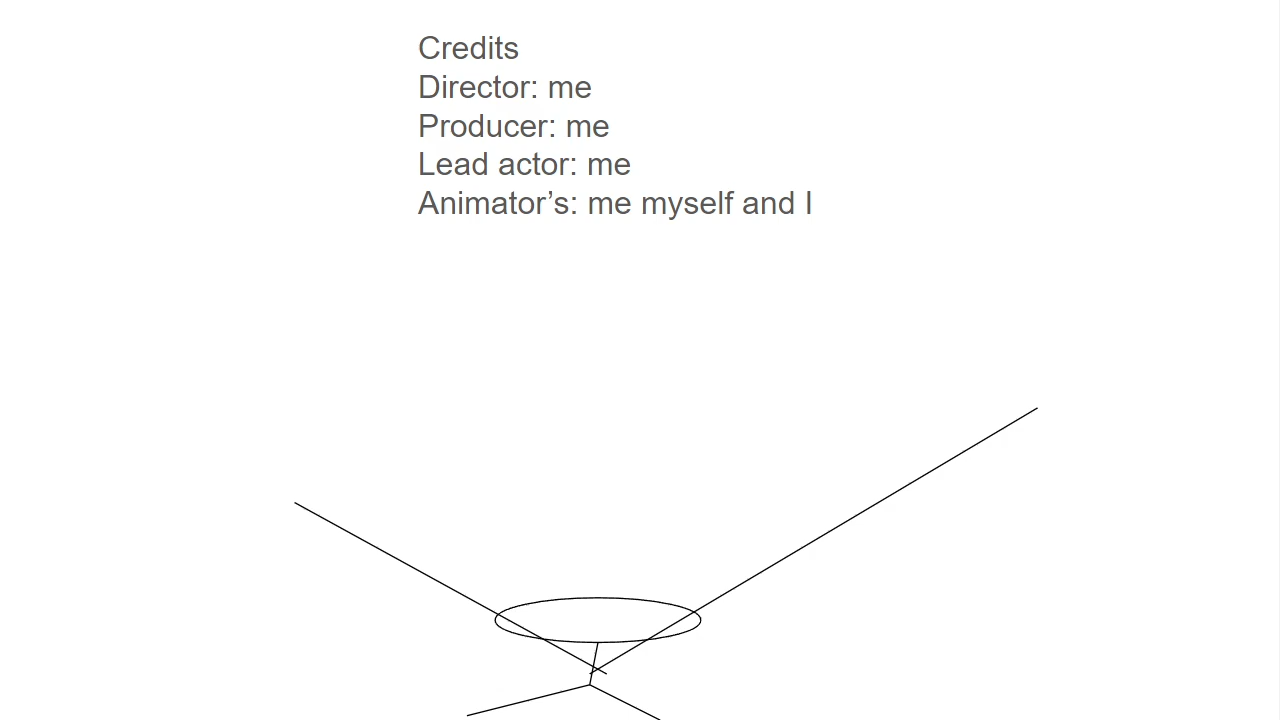 Credits
Director: me
Producer: me
Lead actor: me
Animator’s: me myself and I